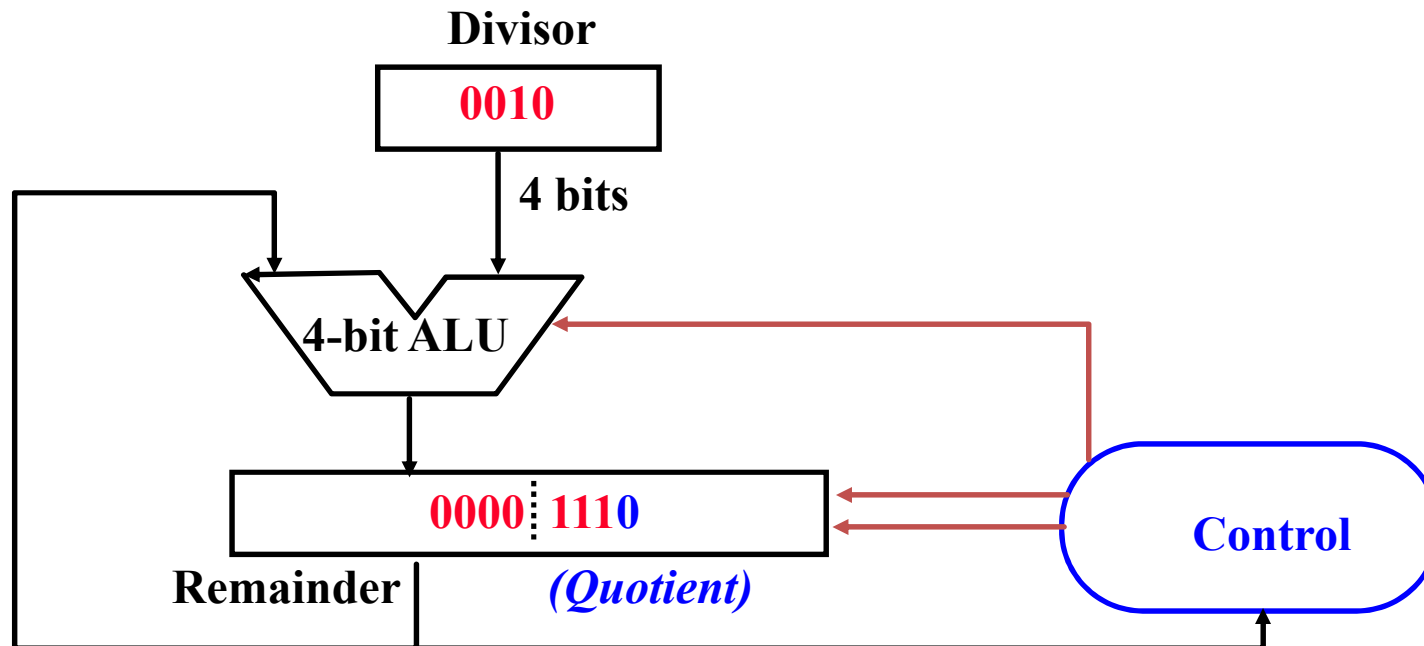 Divisor
0010
4 bits
4-bit ALU
0000 1110
Control
Remainder
(Quotient)